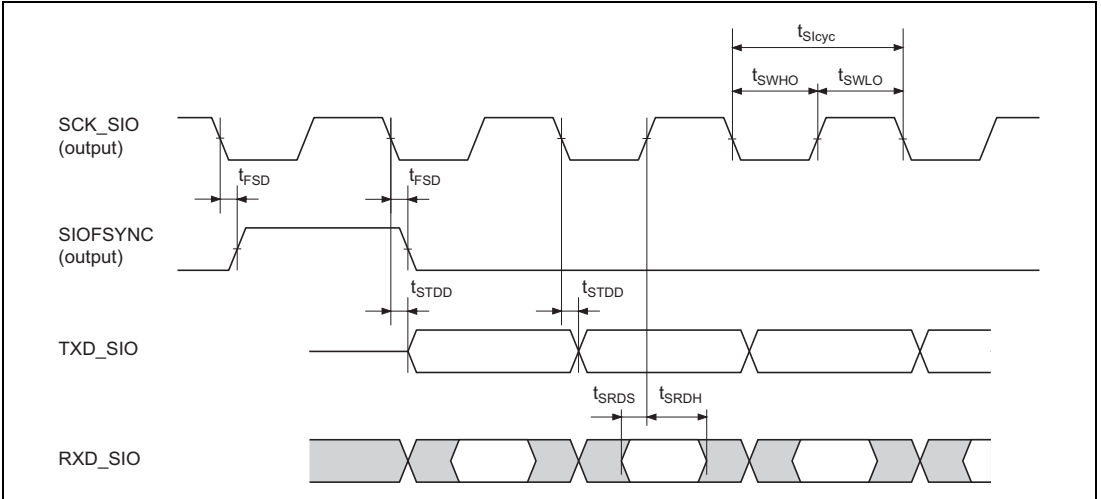 tSIcyc
tSWHO tSWLO
SCK_SIO
(output)
tFSD tFSD
SIOFSYNC
(output)
tSTDD tSTDD
TXD_SIO
tSRDS tSRDH
RXD_SIO